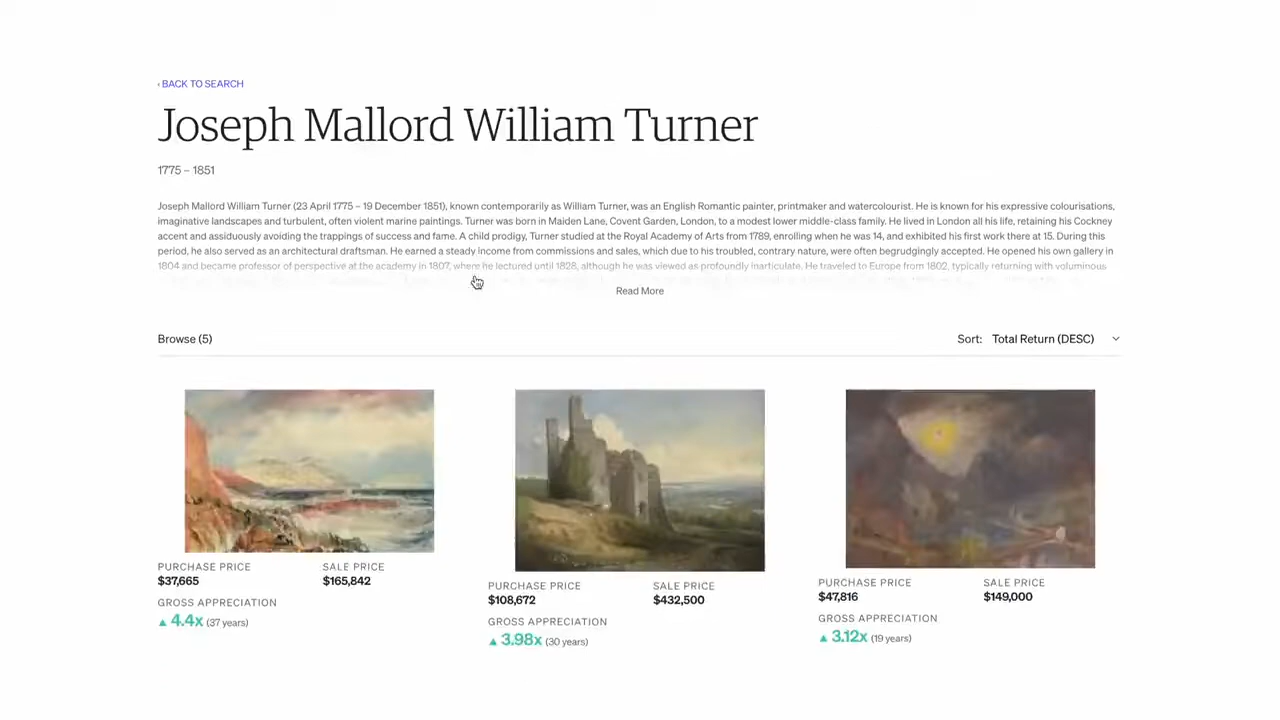 ‹ BACK TO SEARCH
Joseph Mallord William Turner
1775 – 1851
Joseph Mallord William Turner (23 April 1775 – 19 December 1851), known contemporarily as William Turner, was an English Romantic painter, printmaker and watercolourist. He is known for his expressive colourisations,
imaginative landscapes and turbulent, often violent marine paintings. Turner was born in Maiden Lane, Covent Garden, London, to a modest lower middle-class family. He lived in London all his life, retaining his Cockney
accent and assiduously avoiding the trappings of success and fame. A child prodigy, Turner studied at the Royal Academy of Arts from 1789, enrolling when he was 14, and exhibited his first work there at 15. During this
period, he also served as an architectural draftsman. He earned a steady income from commissions and sales, which due to his troubled, contrary nature, were often begrudgingly accepted. He opened his own gallery in
1804 and became professor of perspective at the academy in 1807, where he lectured until 1828, although he was viewed as profoundly inarticulate. He traveled to Europe from 1802, typically returning with voluminous
Read More
Browse (5)
Sort: Total Return (DESC)
PURCHASE PRICE SALE PRICE
$37,665 $165,842
GROSS APPRECIATION
▲ 4.4x (37 years)
PURCHASE PRICE SALE PRICE
$108,672 $432,500
GROSS APPRECIATION
▲ 3.98x (30 years)
PURCHASE PRICE SALE PRICE
$47,816 $149,000
GROSS APPRECIATION
▲ 3.12x (19 years)